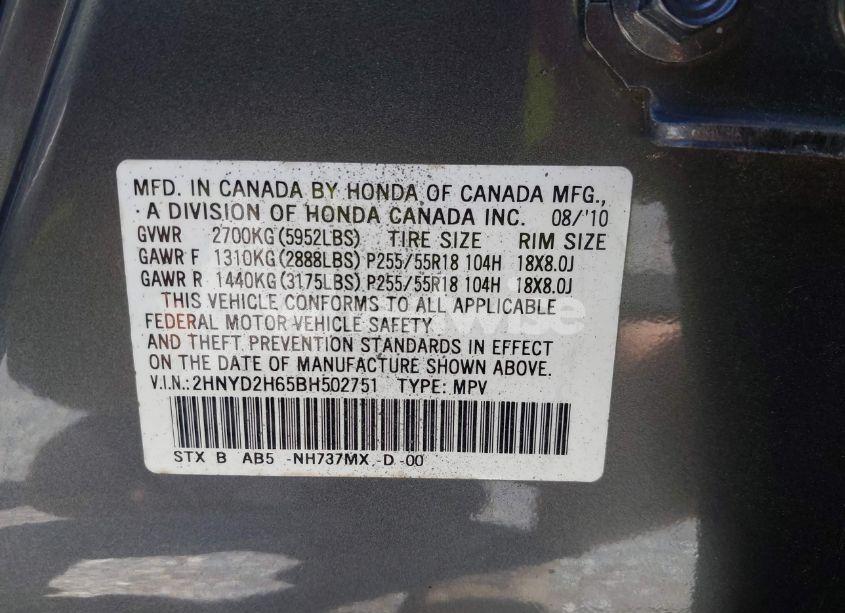 MFD. IN CANADA BY HONDA OF CANADA MFG.,
A DIVISION OF HONDA CANADA INC. 08/'10
GVWR 2700KG(5952LBS) TIRE SIZE RIM SIZE
GAWR F 1310KG(2888LBS) P255/55R18 104H 18X8.0J
GAWR R 1440KG(3175LBS) P255/55R18 104H 18X8.0J
THIS VEHICLE CONFORMS TO ALL APPLICABLE
FEDERAL MOTOR VEHICLE SAFETY
AND THEFT PREVENTION STANDARDS IN EFFECT
ON THE DATE OF MANUFACTURE SHOWN ABOVE.
V.I.N.: 2HNYD2H65BH502751 TYPE: MPV
STX B AB5 -NH737MX -D -00